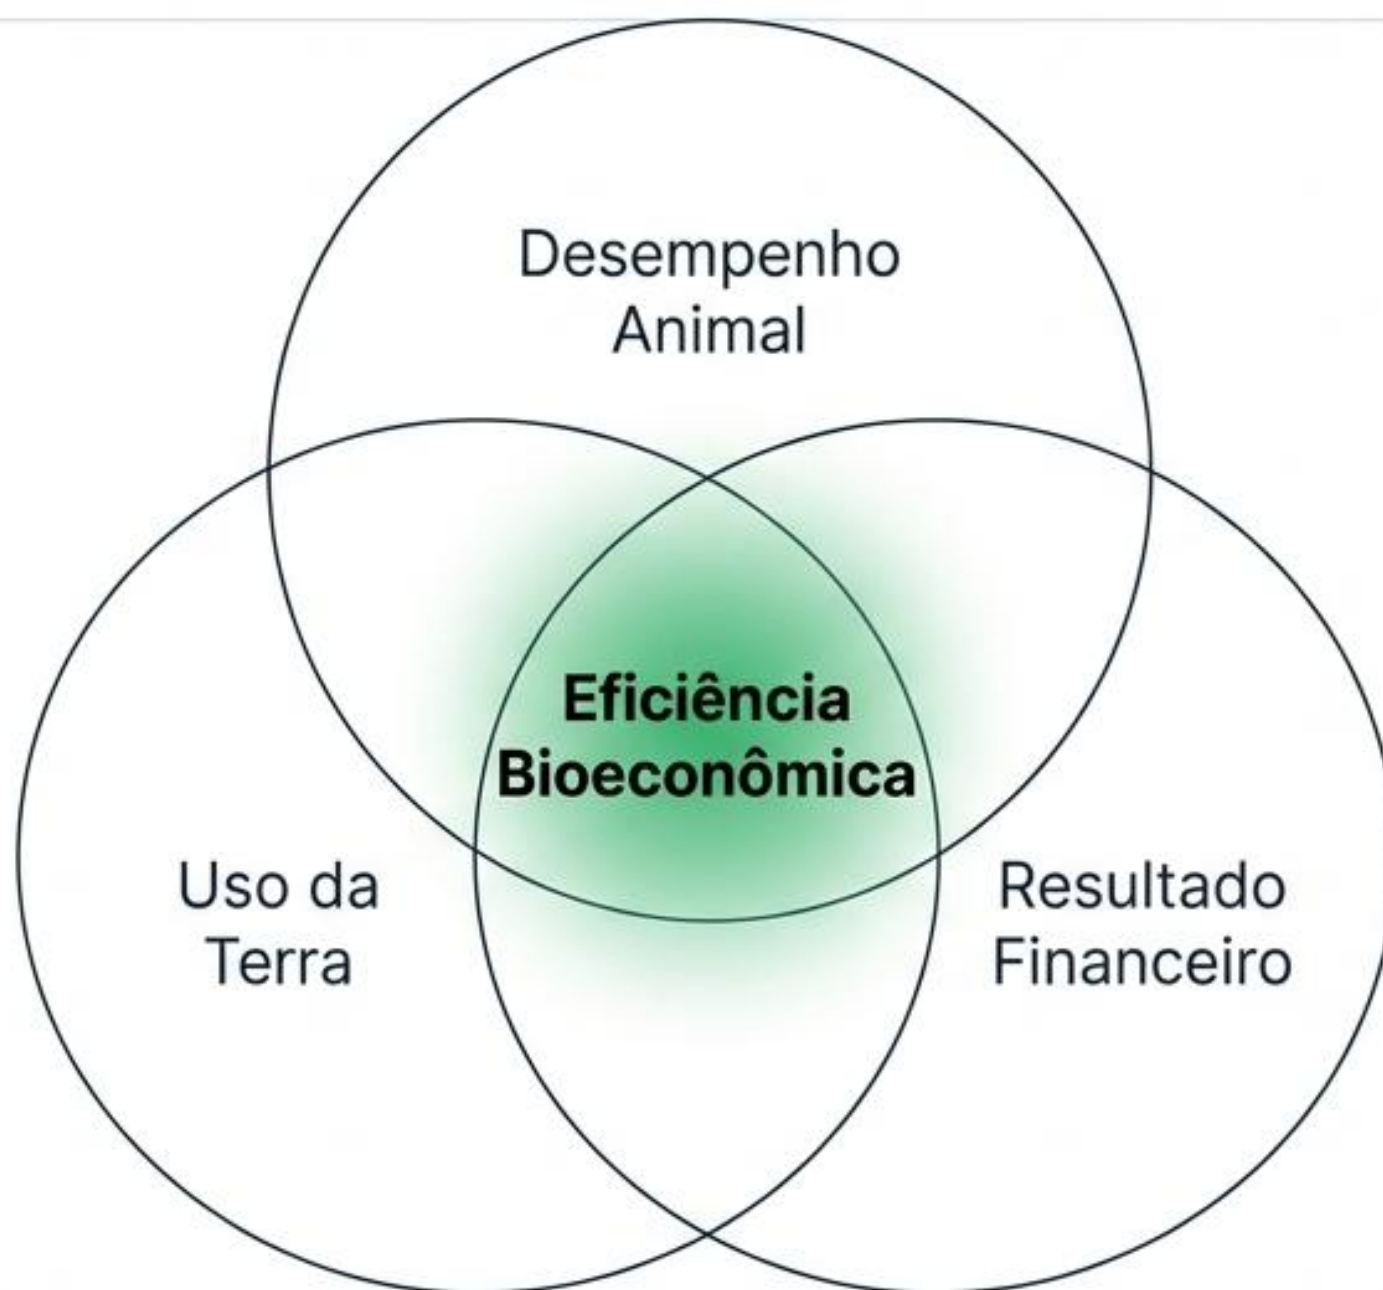 Desempenho
Animal
Eficiência
Bioeconômica
Uso da
Terra
Resultado
Financeiro